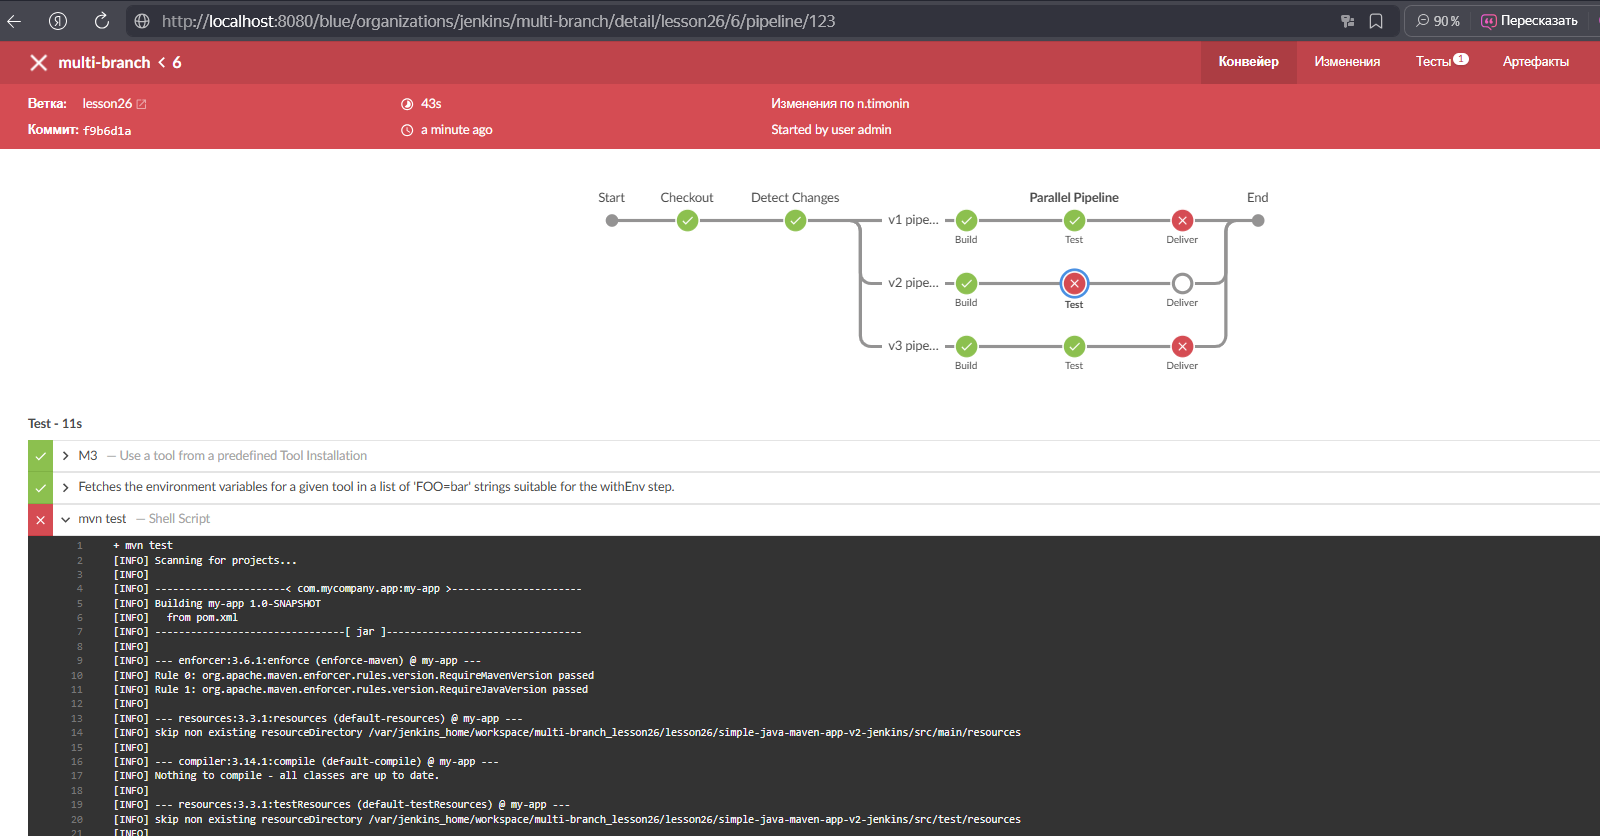 http://localhost:8080/blue/organizations/jenkins/multi-branch/detail/lesson26/6/pipeline/123
90 %
Пересказать
multi-branch < 6
Конвейер
Изменения
Тесты 1
Артефакты
Ветка: lesson26
43s
Изменения по n.timonin
Коммит: f9b6d1a
a minute ago
Started by user admin
Start
Checkout
Detect Changes
Parallel Pipeline
End
v1 pipe...
Build
Test
Deliver
v2 pipe...
Build
Test
Deliver
v3 pipe...
Build
Test
Deliver
Test - 11s
M3 — Use a tool from a predefined Tool Installation
Fetches the environment variables for a given tool in a list of 'FOO=bar' strings suitable for the withEnv step.
mvn test — Shell Script
1 + mvn test
2 [INFO] Scanning for projects...
3 [INFO]
4 [INFO] ----------------------< com.mycompany.app:my-app >----------------------
5 [INFO] Building my-app 1.0-SNAPSHOT
6 [INFO]   from pom.xml
7 [INFO] --------------------------------[ jar ]---------------------------------
8 [INFO]
9 [INFO] --- enforcer:3.6.1:enforce (enforce-maven) @ my-app ---
10 [INFO] Rule 0: org.apache.maven.enforcer.rules.version.RequireMavenVersion passed
11 [INFO] Rule 1: org.apache.maven.enforcer.rules.version.RequireJavaVersion passed
12 [INFO]
13 [INFO] --- resources:3.3.1:resources (default-resources) @ my-app ---
14 [INFO] skip non existing resourceDirectory /var/jenkins_home/workspace/multi-branch_lesson26/lesson26/simple-java-maven-app-v2-jenkins/src/main/resources
15 [INFO]
16 [INFO] --- compiler:3.14.1:compile (default-compile) @ my-app ---
17 [INFO] Nothing to compile - all classes are up to date.
18 [INFO]
19 [INFO] --- resources:3.3.1:testResources (default-testResources) @ my-app ---
20 [INFO] skip non existing resourceDirectory /var/jenkins_home/workspace/multi-branch_lesson26/lesson26/simple-java-maven-app-v2-jenkins/src/test/resources
21 [INFO]